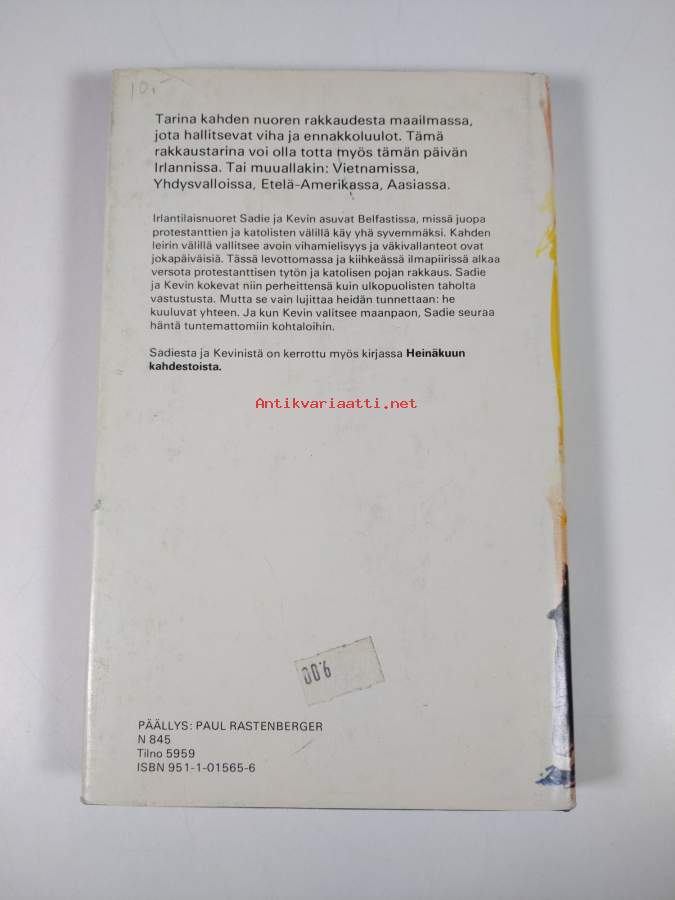 10,-
Tarina kahden nuoren rakkaudesta maailmassa,
jota hallitsevat viha ja ennakkoluulot. Tämä
rakkaustarina voi olla totta myös tämän päivän
Irlannissa. Tai muuallakin: Vietnamissa,
Yhdysvalloissa, Etelä-Amerikassa, Aasiassa.
Irlantilaisnuoret Sadie ja Kevin asuvat Belfastissa, missä juopa
protestanttien ja katolisten välillä käy yhä syvemmäksi. Kahden
leirin välillä vallitsee avoin vihamielisyys ja väkivallanteot ovat
jokapäiväisiä. Tässä levottomassa ja kiihkeässä ilmapiirissä alkaa
versota protestanttisen tytön ja katolisen pojan rakkaus. Sadie
ja Kevin kokevat niin perheittensä kuin ulkopuolisten taholta
vastustusta. Mutta se vain lujittaa heidän tunnettaan: he
kuuluvat yhteen. Ja kun Kevin valitsee maanpaon, Sadie seuraa
häntä tuntemattomiin kohtaloihin.
Sadiesta ja Kevinistä on kerrottu myös kirjassa Heinäkuun
kahdestoista.
Antikvariaatti.net
9.00
PÄÄLLYS: PAUL RASTENBERGER
N 845
Tilno 5959
ISBN 951-1-01565-6